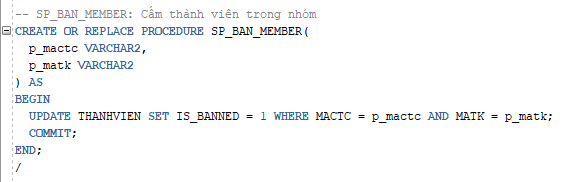 -- SP_BAN_MEMBER: Cấm thành viên trong nhóm
CREATE OR REPLACE PROCEDURE SP_BAN_MEMBER(
  p_mactc VARCHAR2,
  p_matk VARCHAR2
) AS
BEGIN
  UPDATE THANHVIEN SET IS_BANNED = 1 WHERE MACTC = p_mactc AND MATK = p_matk;
  COMMIT;
END;
/